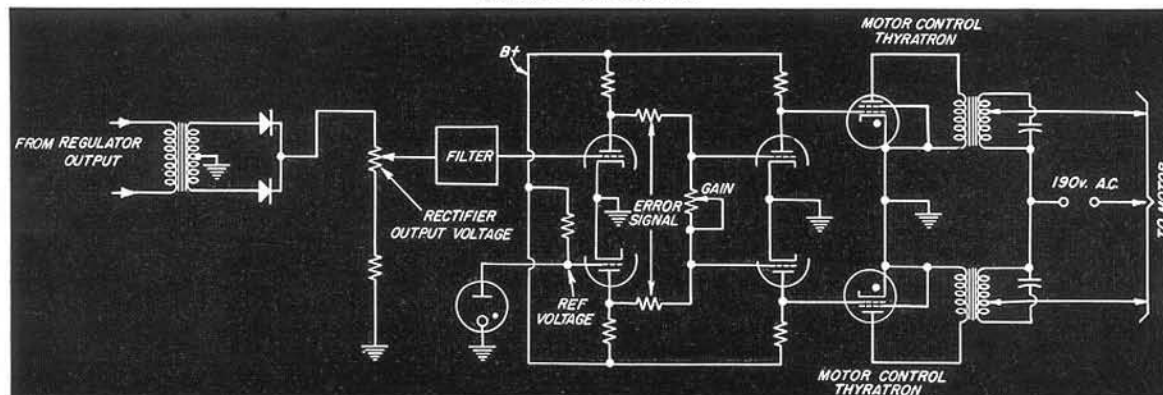 MOTOR CONTROL
THYRATRON
B+
FROM REGULATOR
OUTPUT
FILTER
GAIN
190v. A.C.
ERROR
SIGNAL
RECTIFIER
OUTPUT VOLTAGE
REF
VOLTAGE
TO MOTORS
MOTOR CONTROL
THYRATRON